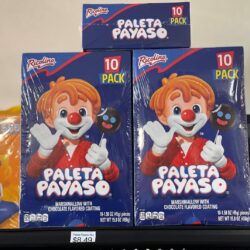 Ricolino
PALETA
PAYASO
10
PACK
Ricolino
10
PACK
PALETA
PAYASO
MARSHMALLOW WITH
CHOCOLATE FLAVORED COATING
Ricolino
10
PACK
PALETA
PAYASO
MARSHMALLOW WITH
CHOCOLATE FLAVORED COATING
$8.49